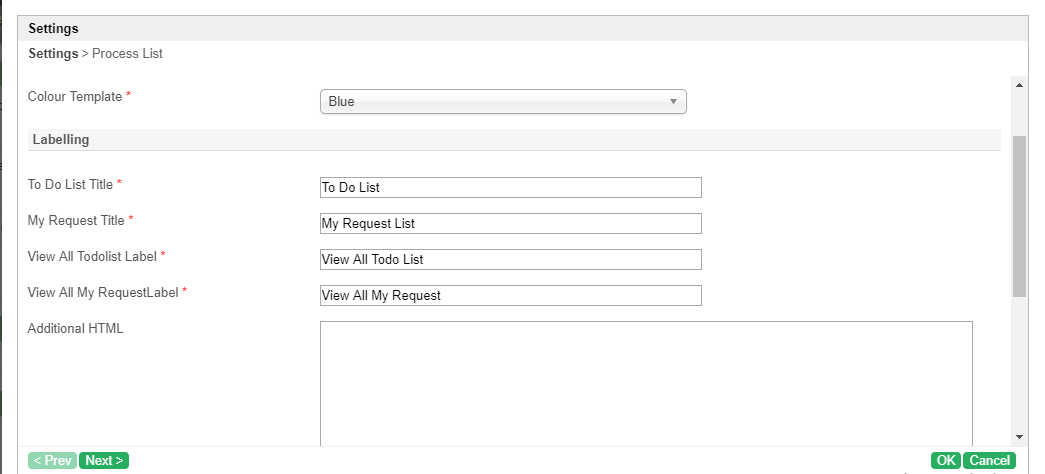 Settings
Settings > Process List
Colour Template *
Blue
Labelling
To Do List Title *
To Do List
My Request Title *
My Request List
View All Todolist Label *
View All Todo List
View All My RequestLabel *
View All My Request
Additional HTML
< Prev Next > OK Cancel